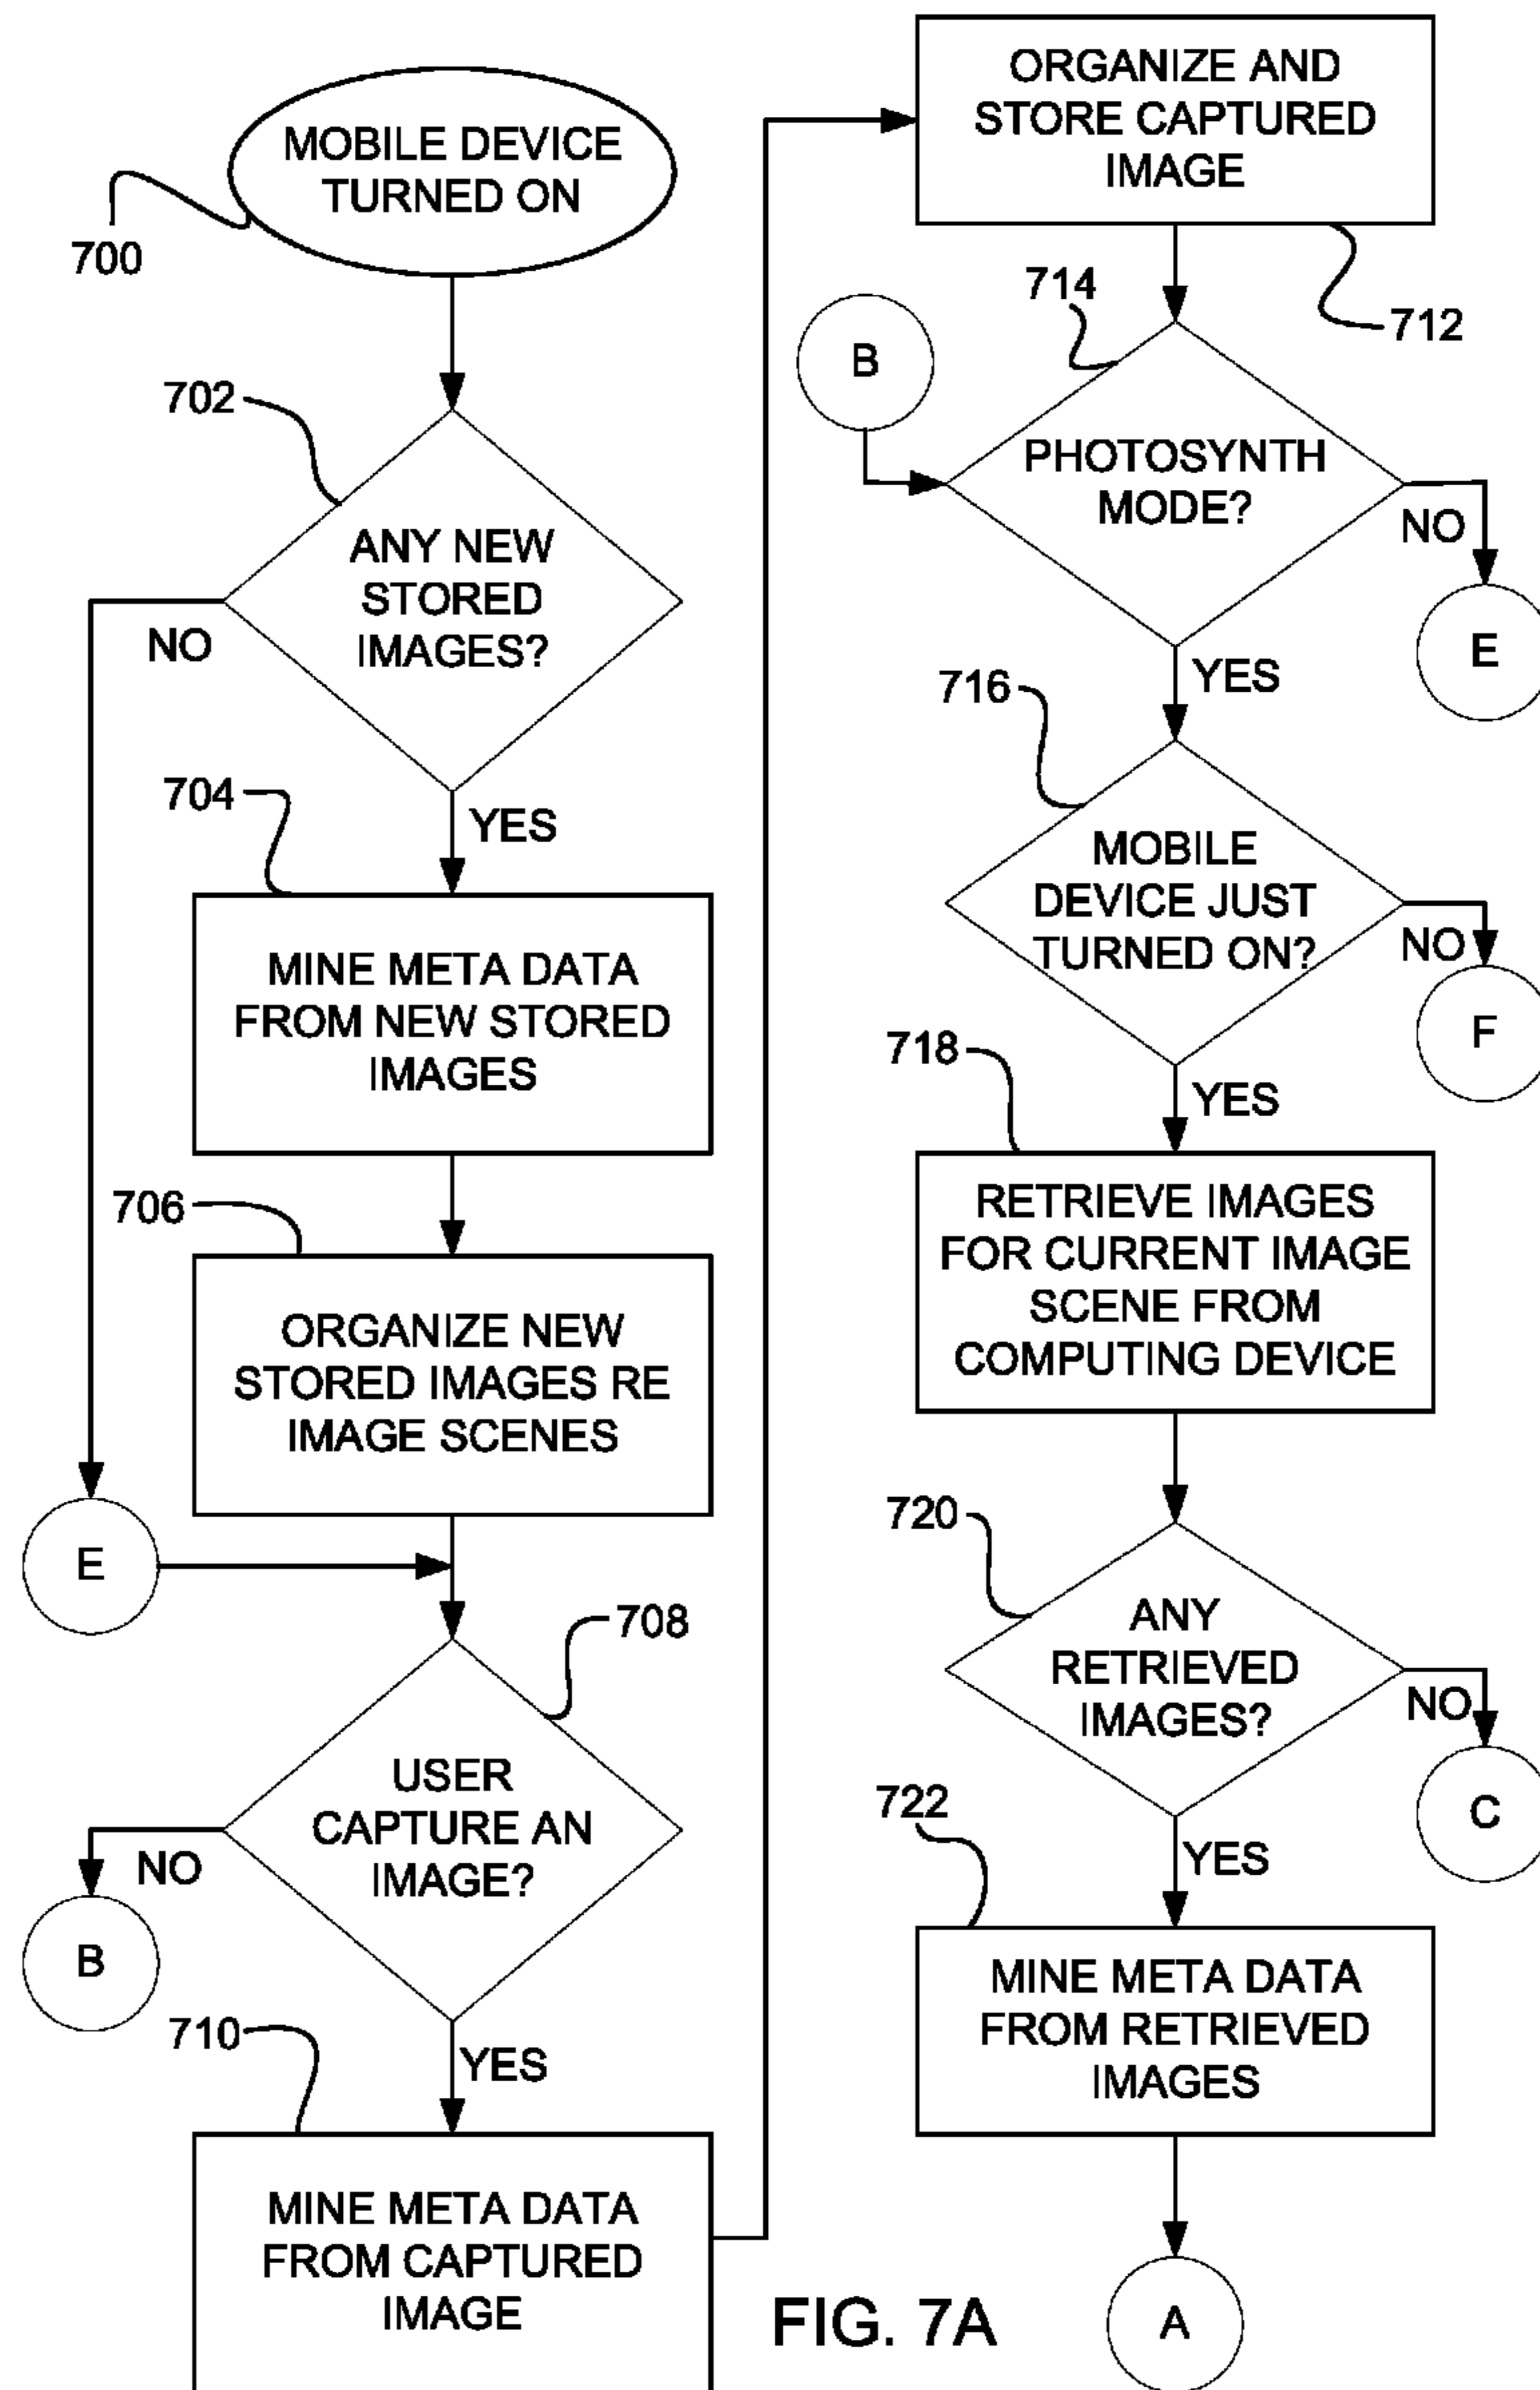 MOBILE DEVICE
TURNED ON
700
702
ANY NEW
STORED
IMAGES?
NO
YES
704
MINE META DATA
FROM NEW STORED
IMAGES
706
ORGANIZE NEW
STORED IMAGES RE
IMAGE SCENES
E
708
USER
CAPTURE AN
IMAGE?
NO
B
YES
710
MINE META DATA
FROM CAPTURED
IMAGE
ORGANIZE AND
STORE CAPTURED
IMAGE
712
714
B
PHOTOSYNTH
MODE?
NO
E
YES
716
MOBILE
DEVICE JUST
TURNED ON?
NO
F
YES
718
RETRIEVE IMAGES
FOR CURRENT IMAGE
SCENE FROM
COMPUTING DEVICE
720
ANY
RETRIEVED
IMAGES?
NO
C
YES
722
MINE META DATA
FROM RETRIEVED
IMAGES
A
FIG. 7A